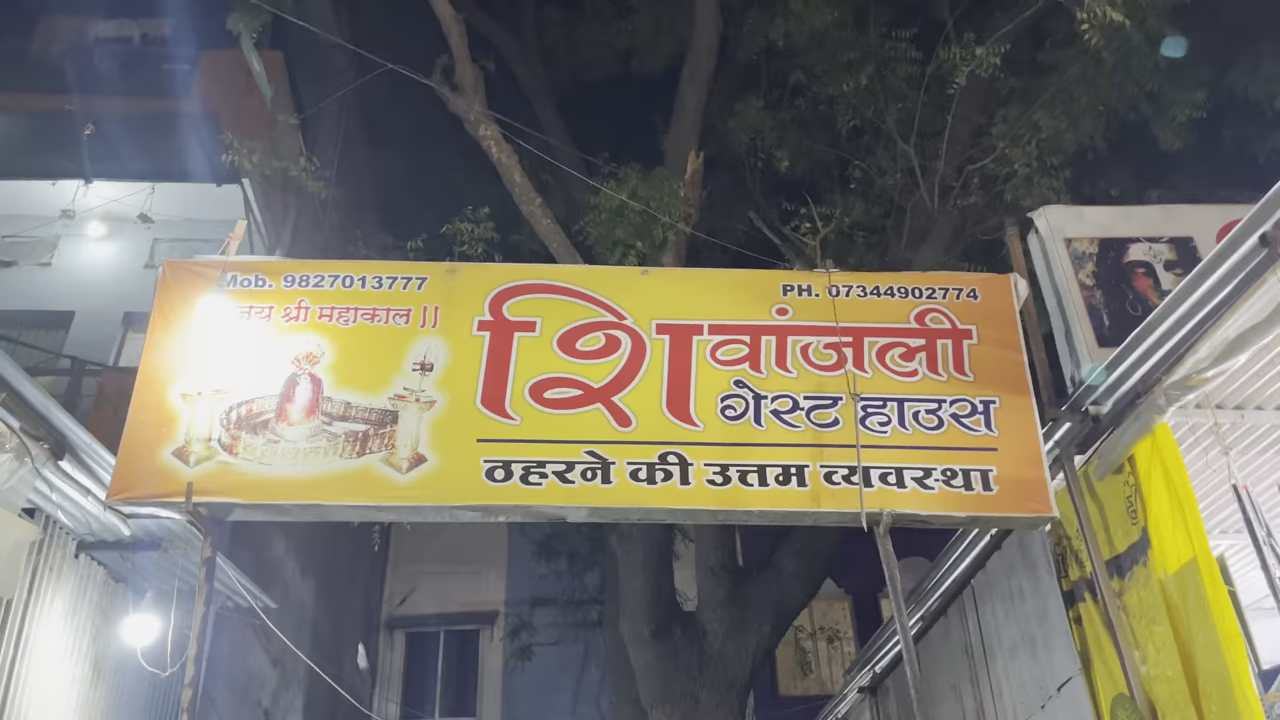 Mob. 9827013777
PH. 07344902774
जय श्री महाकाल ||
शिवांजली
गेस्ट हाउस
ठहरने की उत्तम व्यवस्था